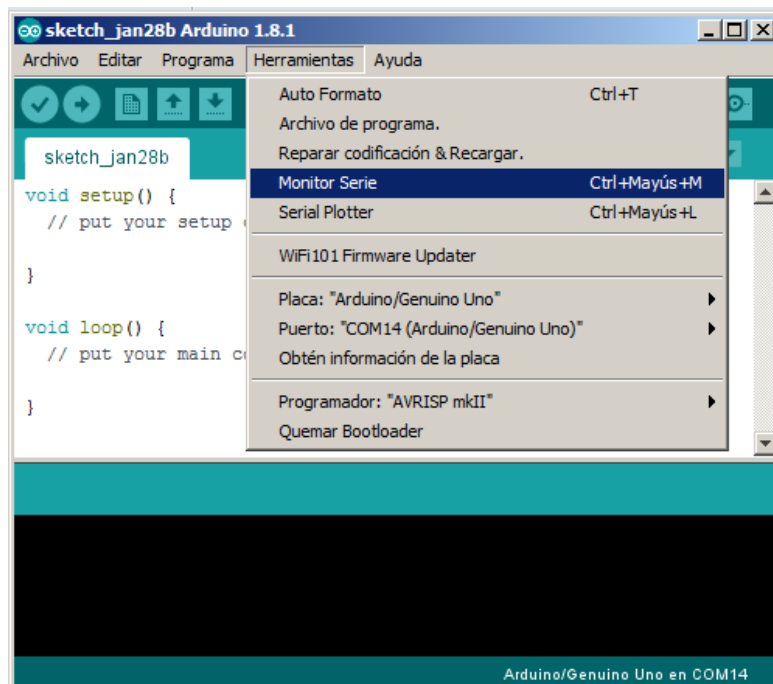 sketch_jan28b Arduino 1.8.1
Archivo Editar Programa Herramientas Ayuda
Auto Formato Ctrl+T
Archivo de programa.
Reparar codificación & Recargar.
Monitor Serie Ctrl+Mayús+M
Serial Plotter Ctrl+Mayús+L
WiFi101 Firmware Updater
Placa: "Arduino/Genuino Uno"
Puerto: "COM14 (Arduino/Genuino Uno)"
Obtén información de la placa
Programador: "AVRISP mkII"
Quemar Bootloader
sketch_jan28b
void setup() {
// put your setup
}
void loop() {
// put your main
}
Arduino/Genuino Uno en COM14